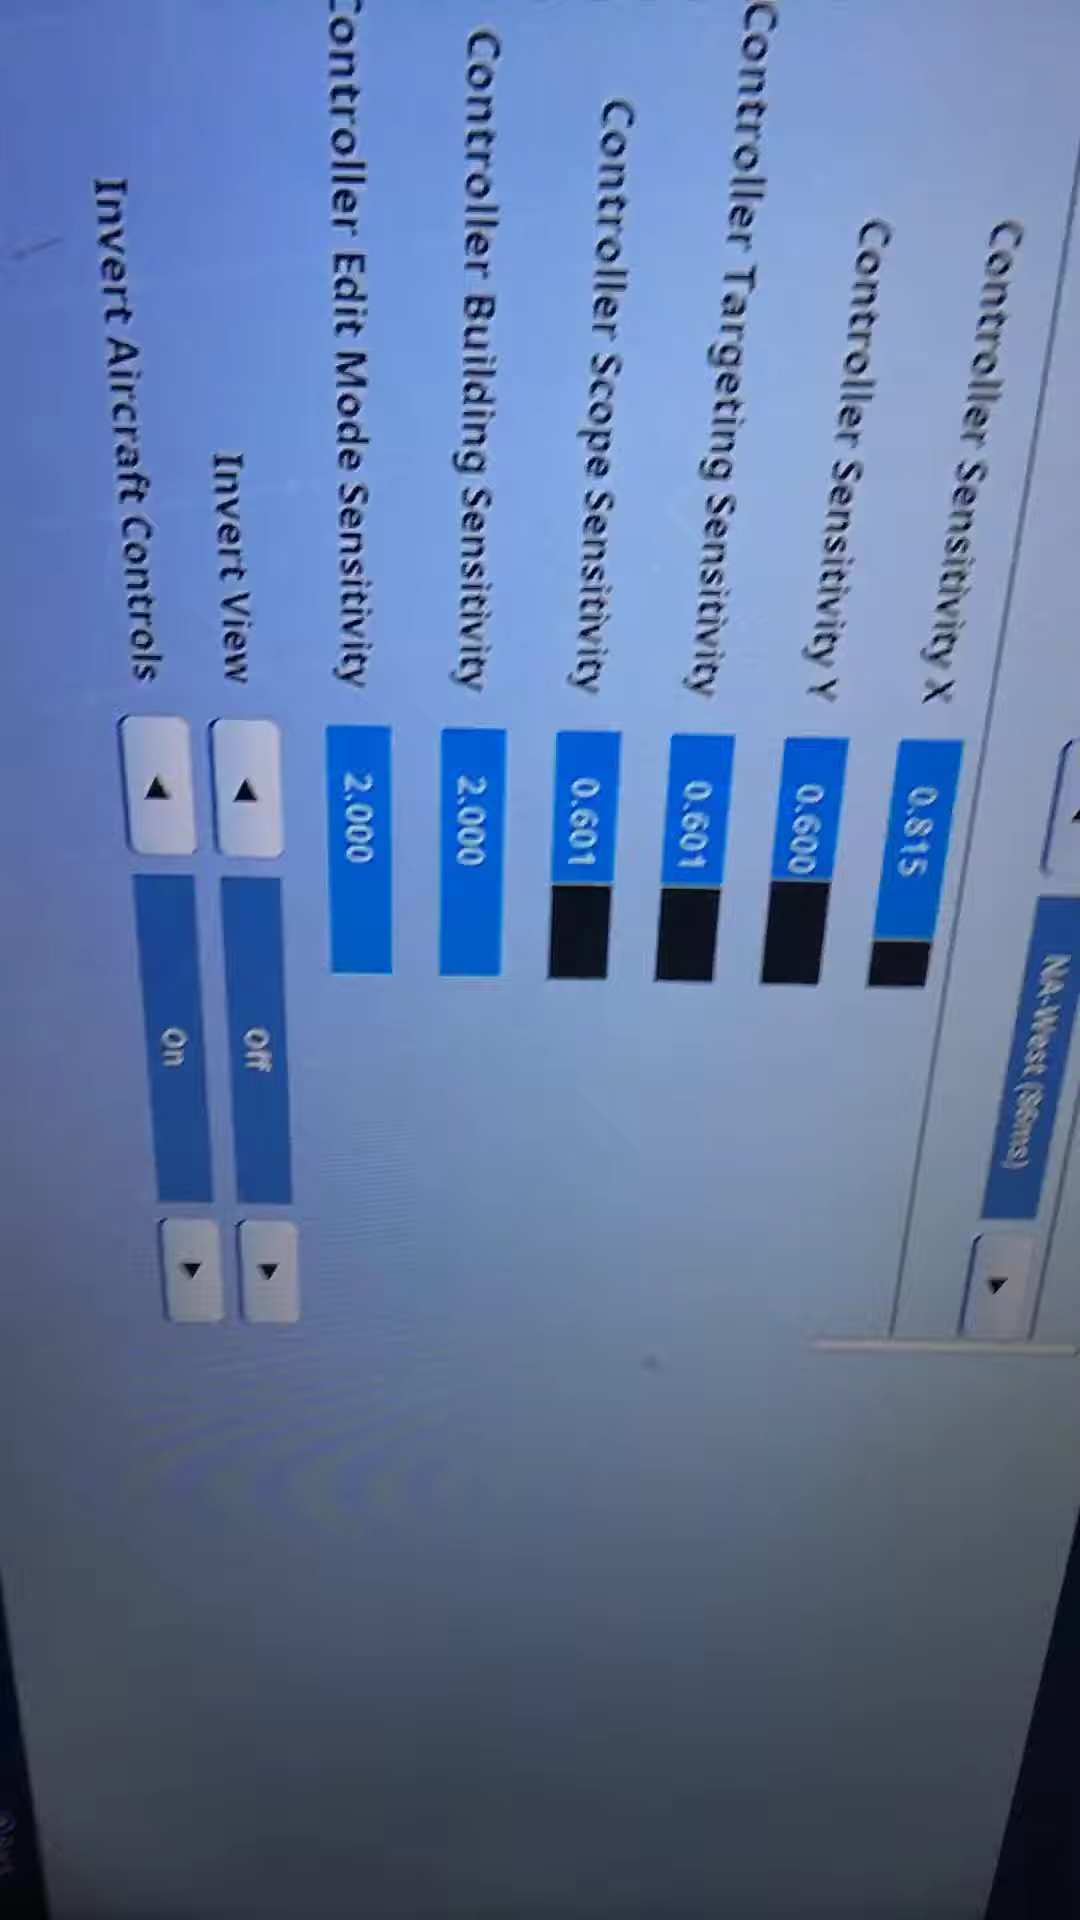 NA-West
Controller Sensitivity X 0.815
Controller Sensitivity Y 0.600
Controller Targeting Sensitivity 0.601
Controller Scope Sensitivity 0.601
Controller Building Sensitivity 2.000
Controller Edit Mode Sensitivity 2.000
Invert View Off
Invert Aircraft Controls On